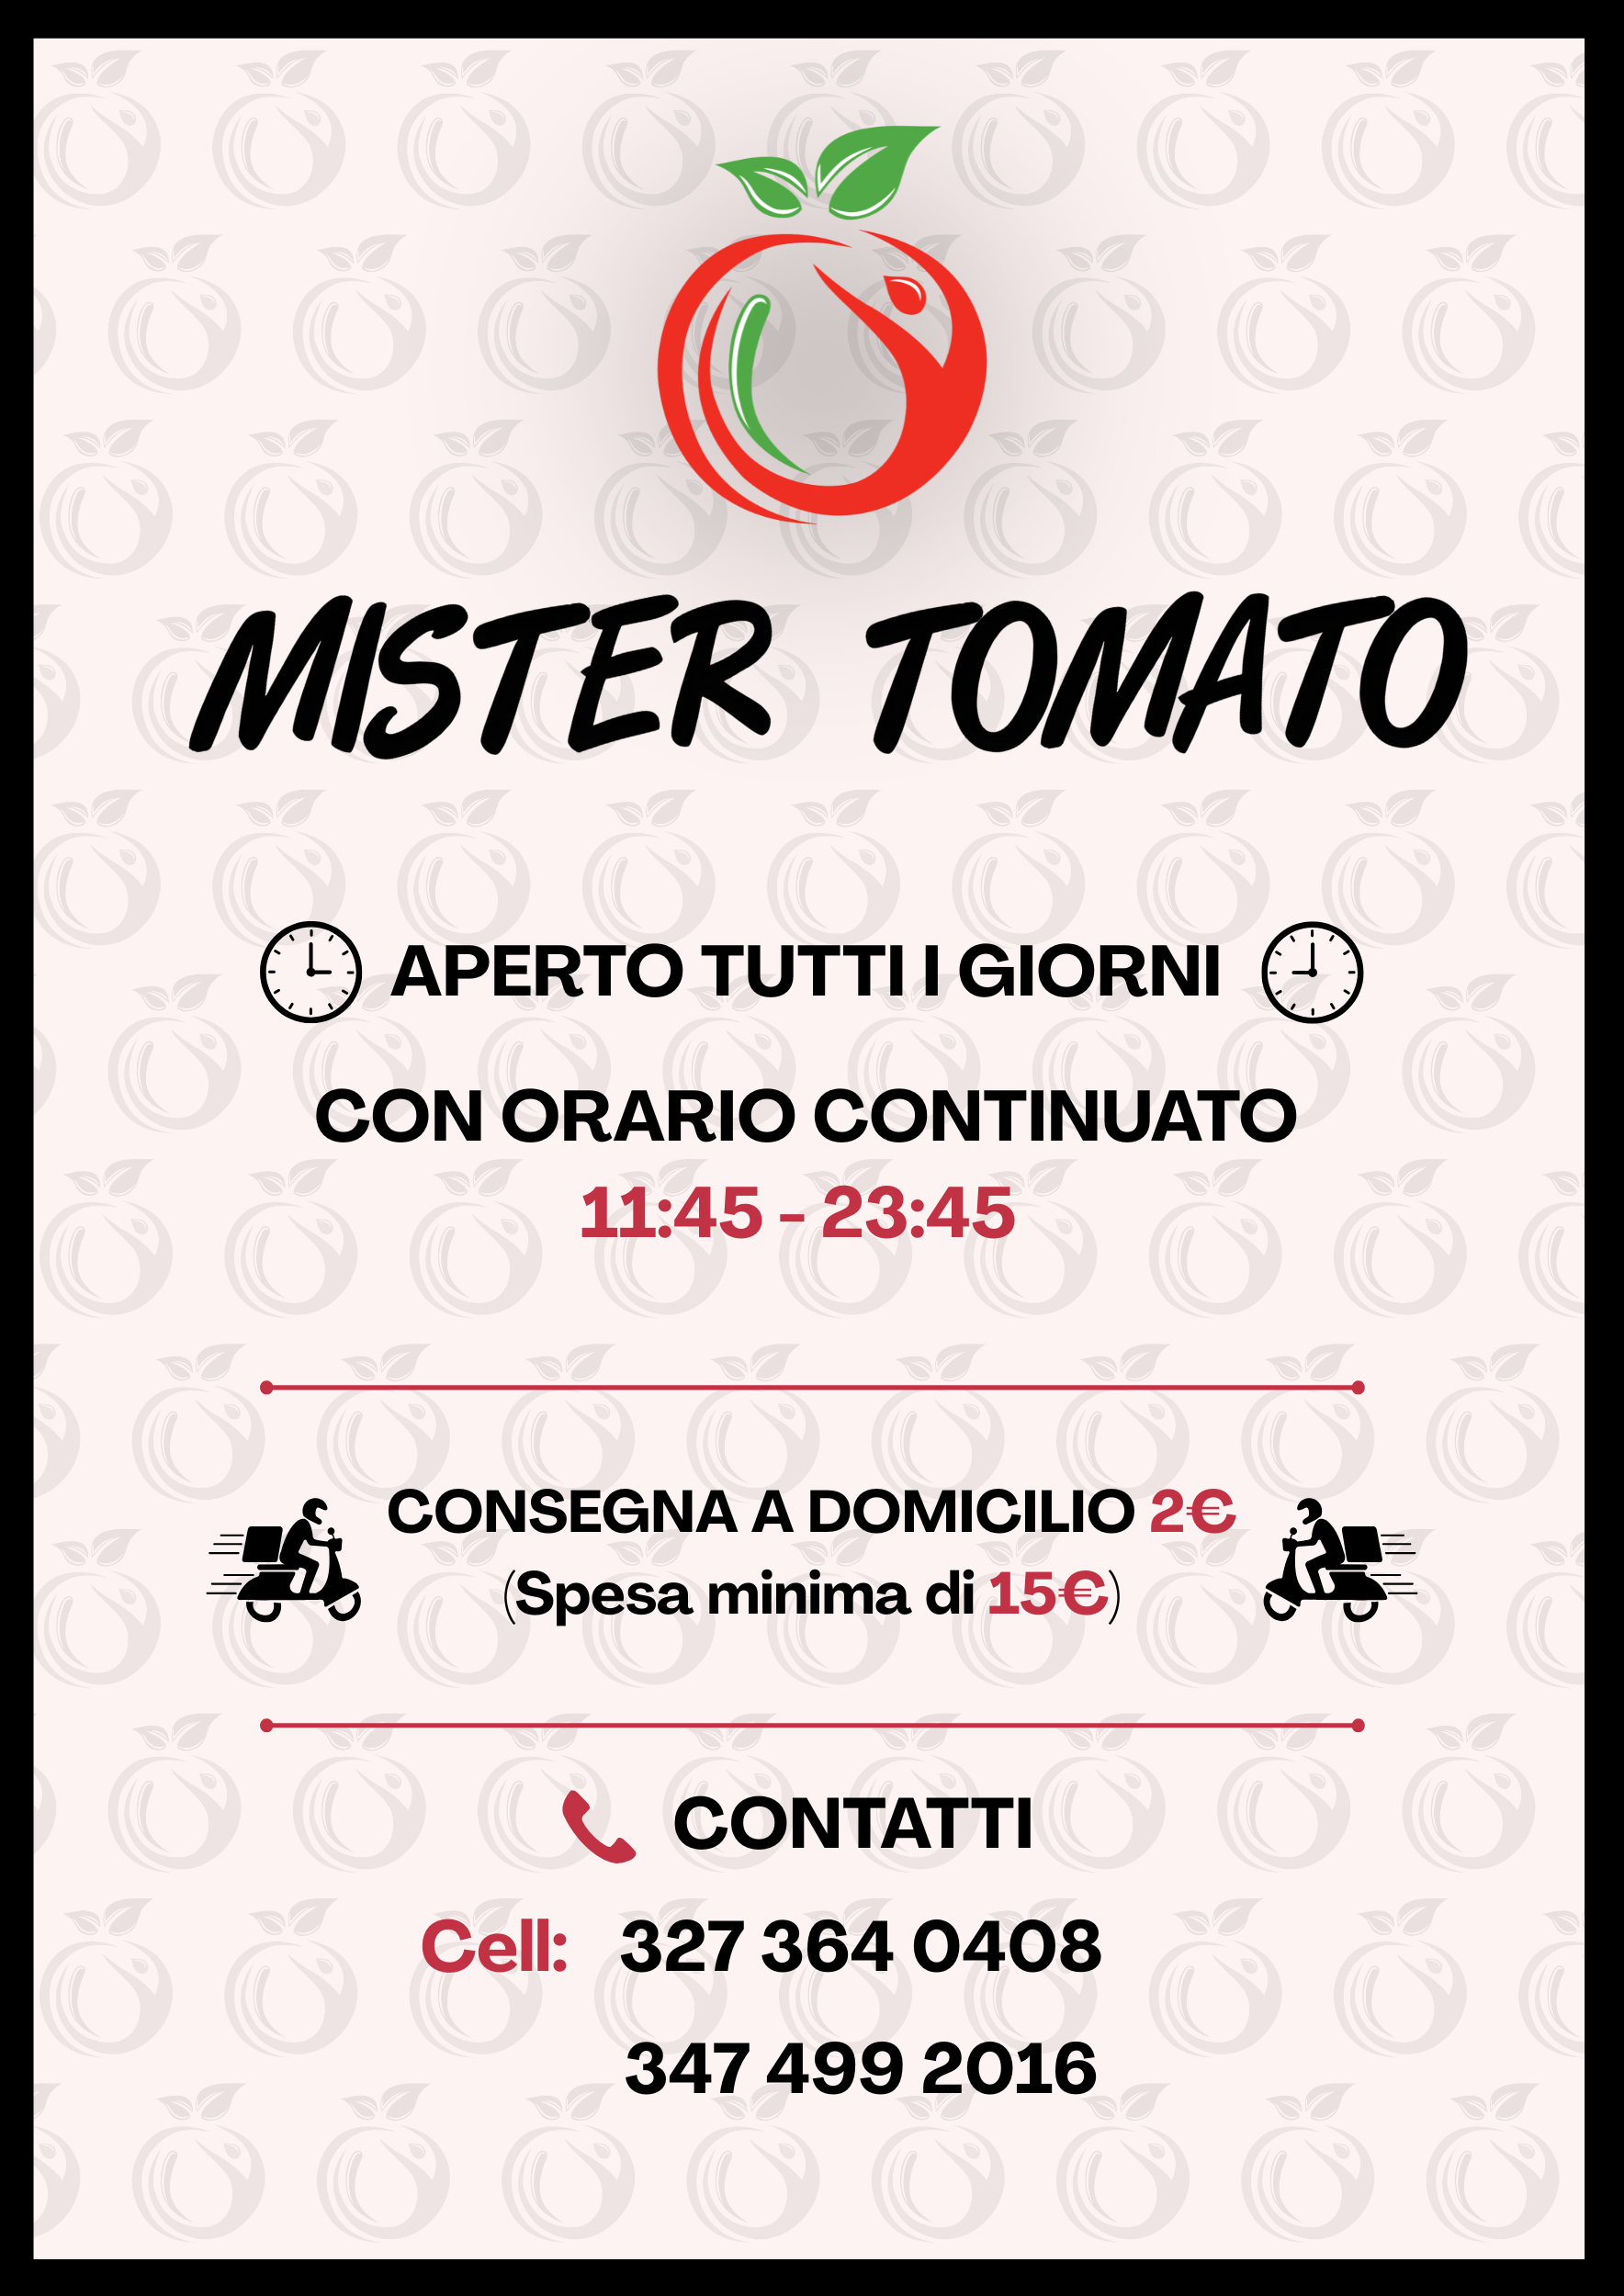 MISTER TOMATO
APERTO TUTTI I GIORNI
CON ORARIO CONTINUATO
11:45 - 23:45
CONSEGNA A DOMICILIO 2€
(Spesa minima di 15€)
CONTATTI
Cell: 327 364 0408
347 499 2016